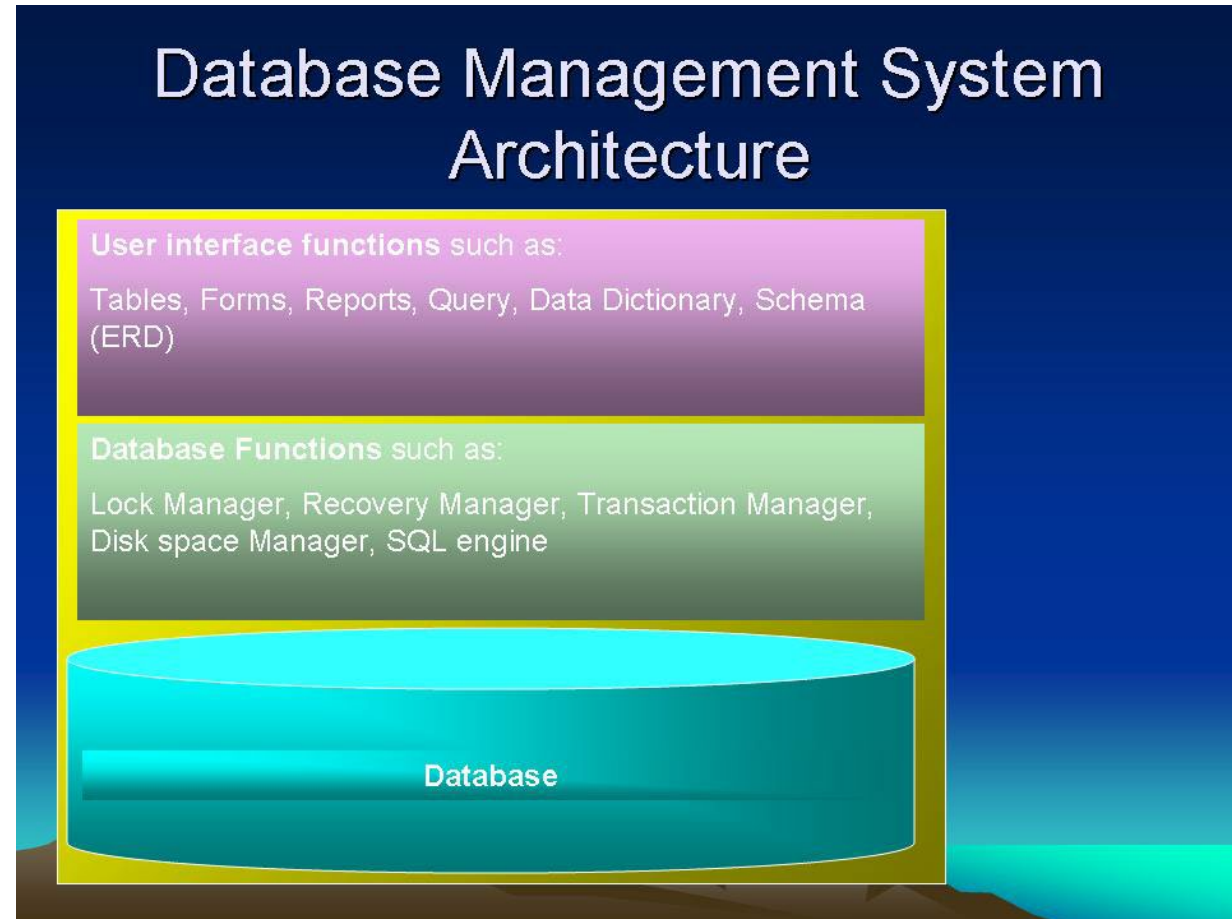 Database Management System
Architecture
User interface functions such as:
Tables, Forms, Reports, Query, Data Dictionary, Schema
(ERD)
Database Functions such as:
Lock Manager, Recovery Manager, Transaction Manager,
Disk space Manager, SQL engine
Database